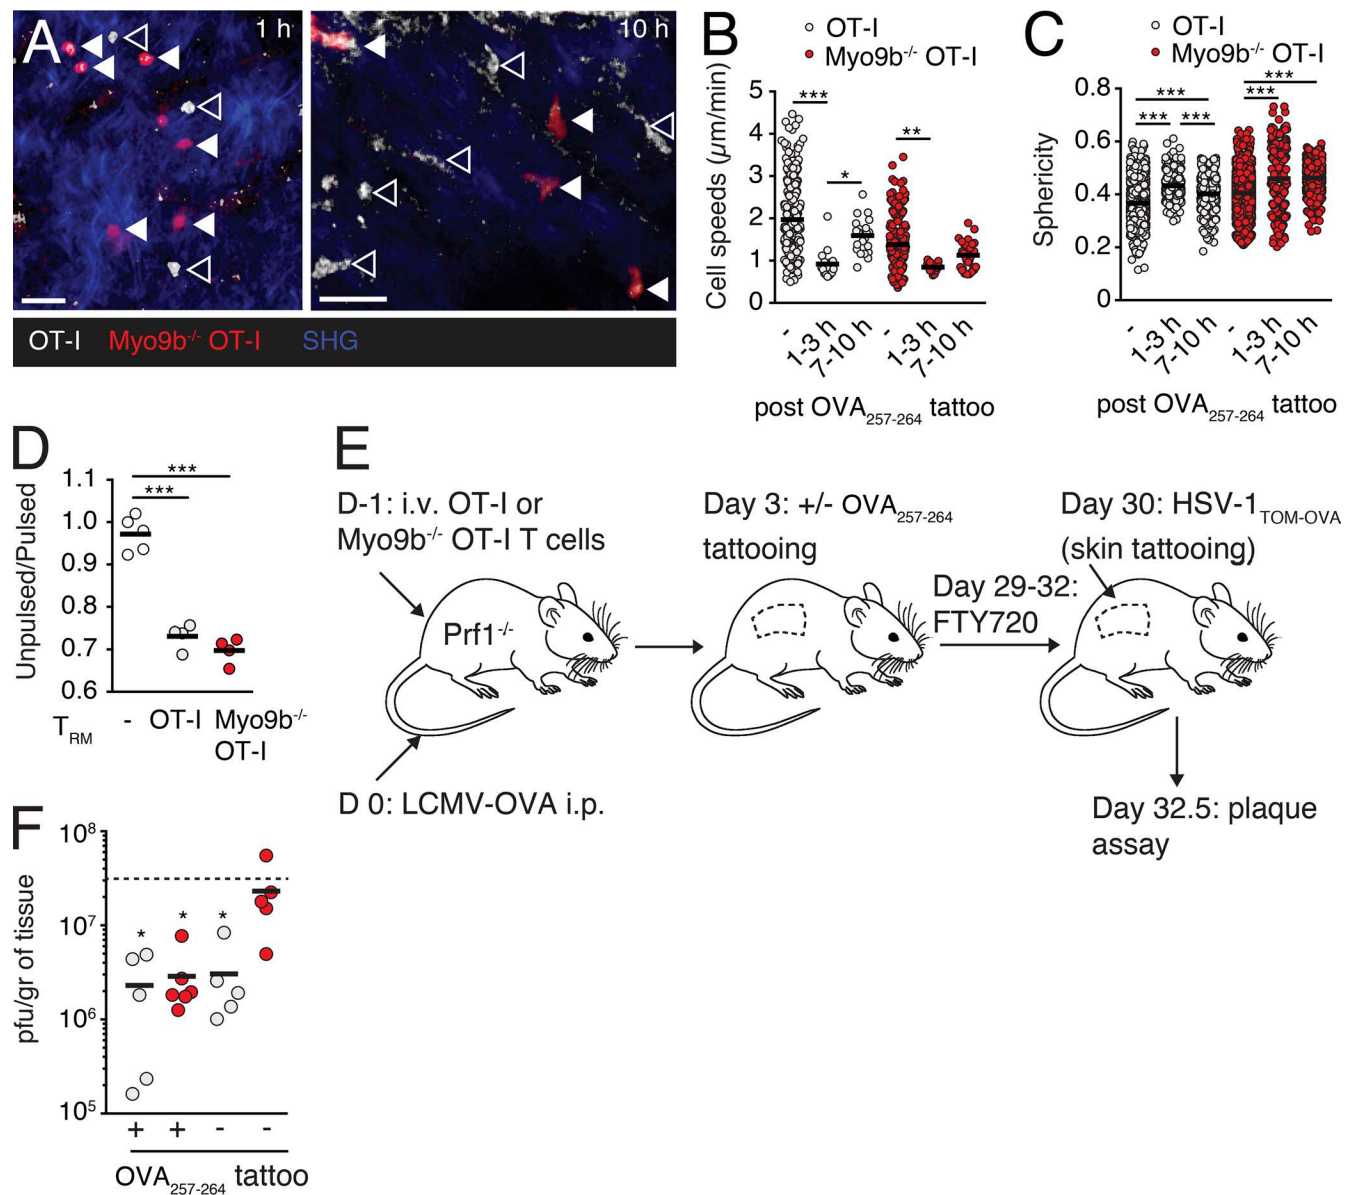 A
1 h
10 h
OT-I Myo9b-/- OT-I SHG
B
OT-I
Myo9b-/- OT-I
Cell speeds (µm/min)
5
4
3
2
1
0
***
*
**
- 1-3 h 7-10 h - 1-3 h 7-10 h
post OVA257-264 tattoo
C
OT-I
Myo9b-/- OT-I
Sphericity
0.8
0.6
0.4
0.2
0
***
*** ***
***
***
- 1-3 h 7-10 h - 1-3 h 7-10 h
post OVA257-264 tattoo
D
Unpulsed/Pulsed
1.1
1.0
0.9
0.8
0.7
0.6
***
***
TRM - OT-I Myo9b-/-
OT-I
E
D-1: i.v. OT-I or
Myo9b-/- OT-I T cells
Prf1-/-
D 0: LCMV-OVA i.p.
Day 3: +/- OVA257-264
tattooing
Day 29-32:
FTY720
Day 30: HSV-1TOM-OVA
(skin tattooing)
Day 32.5: plaque
assay
F
pfu/gr of tissue
10^8
10^7
10^6
10^5
* * *
+ + - -
OVA257-264 tattoo